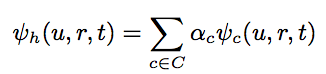 ψ_h(u, r, t) = ∑_{c∈C} α_c ψ_c(u, r, t)